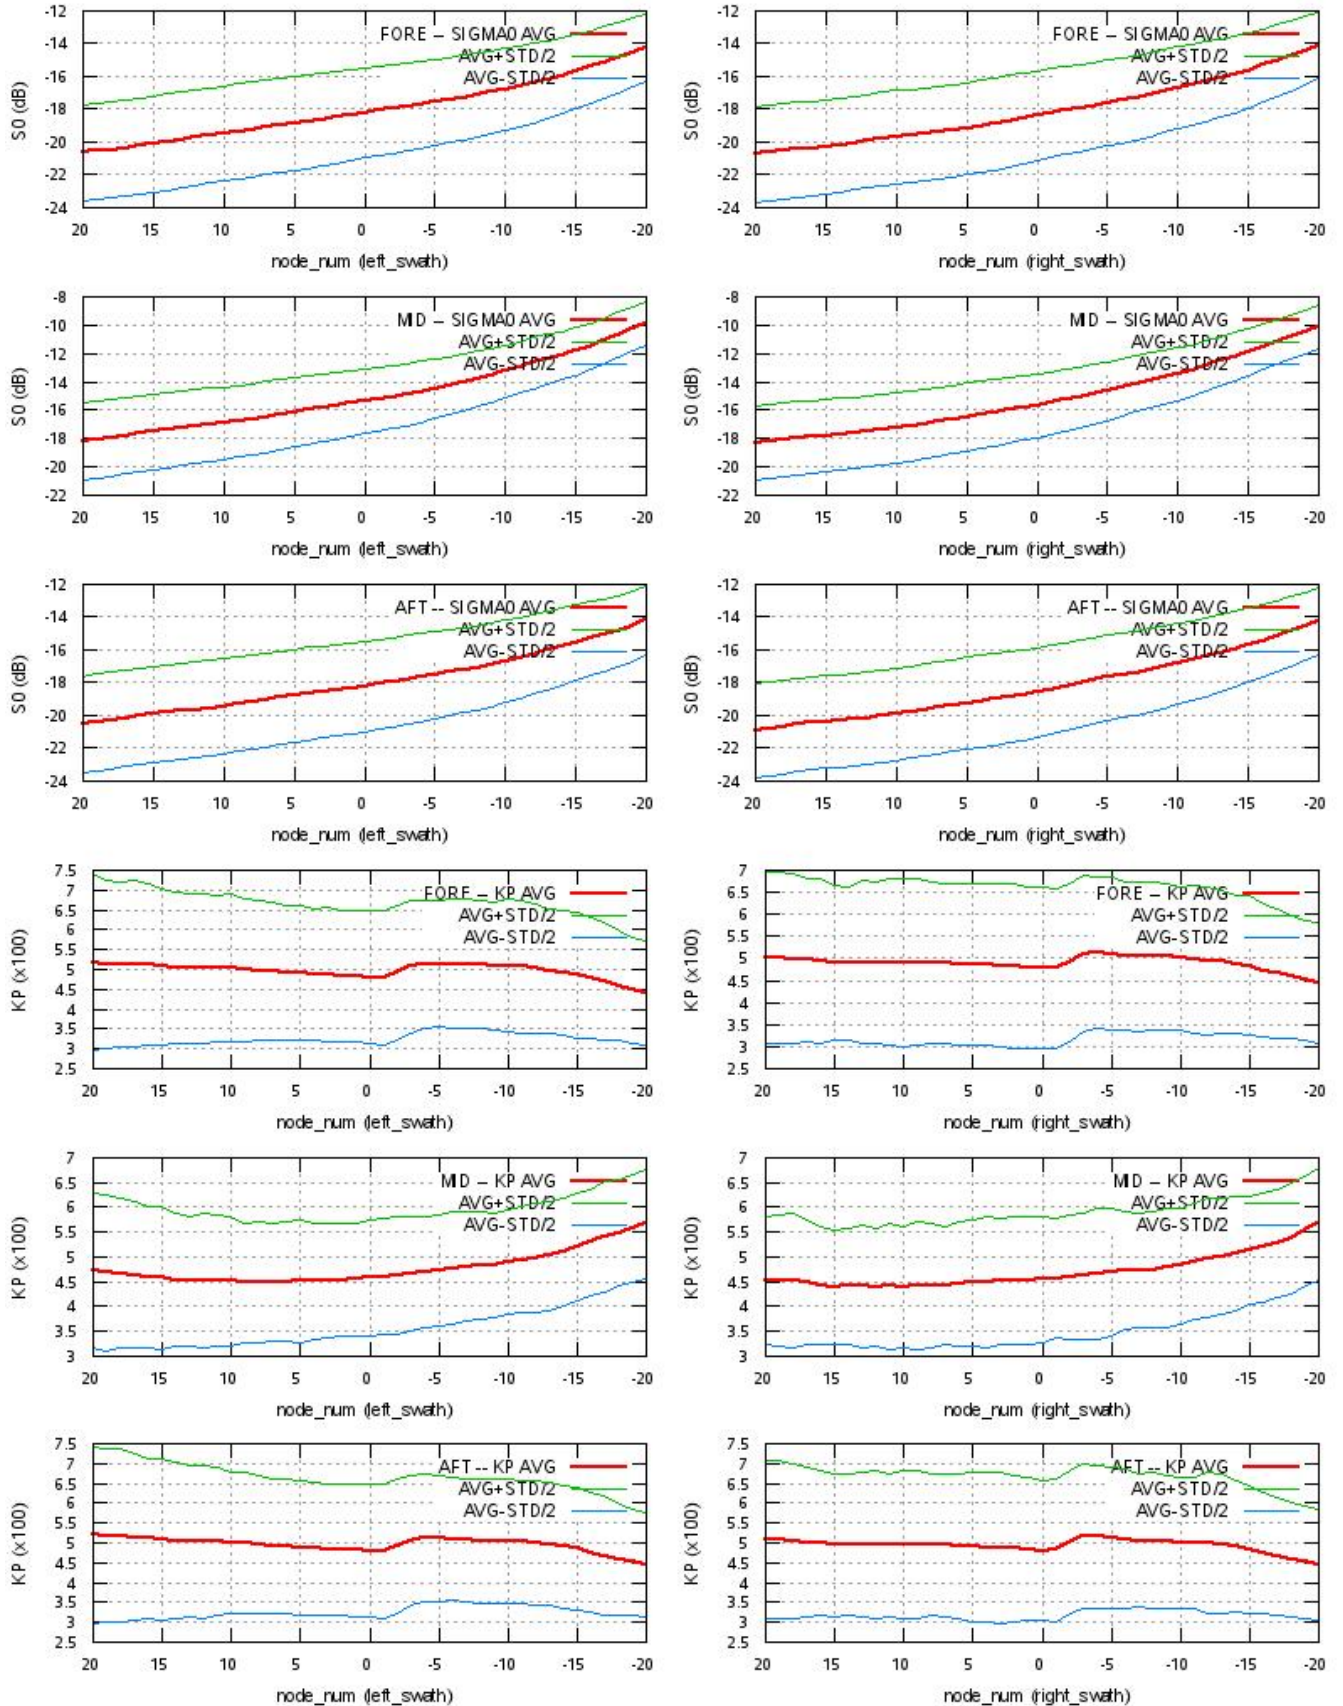 -12
-14
-16
-18
-20
-22
-24
S0 (dB)
FORE -- SIGMA0 AVG
AVG+STD/2
AVG-STD/2
20 15 10 5 0 -5 -10 -15 -20
node_num (left_swath)
-12
-14
-16
-18
-20
-22
-24
S0 (dB)
FORE -- SIGMA0 AVG
AVG+STD/2
AVG-STD/2
20 15 10 5 0 -5 -10 -15 -20
node_num (right_swath)
-8
-10
-12
-14
-16
-18
-20
-22
S0 (dB)
MID -- SIGMA0 AVG
AVG+STD/2
AVG-STD/2
20 15 10 5 0 -5 -10 -15 -20
node_num (left_swath)
-8
-10
-12
-14
-16
-18
-20
-22
S0 (dB)
MID -- SIGMA0 AVG
AVG+STD/2
AVG-STD/2
20 15 10 5 0 -5 -10 -15 -20
node_num (right_swath)
-12
-14
-16
-18
-20
-22
-24
S0 (dB)
AFT -- SIGMA0 AVG
AVG+STD/2
AVG-STD/2
20 15 10 5 0 -5 -10 -15 -20
node_num (left_swath)
-12
-14
-16
-18
-20
-22
-24
S0 (dB)
AFT -- SIGMA0 AVG
AVG+STD/2
AVG-STD/2
20 15 10 5 0 -5 -10 -15 -20
node_num (right_swath)
7.5
7
6.5
6
5.5
5
4.5
4
3.5
3
2.5
KP (x100)
FORE -- KP AVG
AVG+STD/2
AVG-STD/2
20 15 10 5 0 -5 -10 -15 -20
node_num (left_swath)
7
6.5
6
5.5
5
4.5
4
3.5
3
2.5
KP (x100)
FORE -- KP AVG
AVG+STD/2
AVG-STD/2
20 15 10 5 0 -5 -10 -15 -20
node_num (right_swath)
7
6.5
6
5.5
5
4.5
4
3.5
3
KP (x100)
MID -- KP AVG
AVG+STD/2
AVG-STD/2
20 15 10 5 0 -5 -10 -15 -20
node_num (left_swath)
7
6.5
6
5.5
5
4.5
4
3.5
3
KP (x100)
MID -- KP AVG
AVG+STD/2
AVG-STD/2
20 15 10 5 0 -5 -10 -15 -20
node_num (right_swath)
7.5
7
6.5
6
5.5
5
4.5
4
3.5
3
2.5
KP (x100)
AFT -- KP AVG
AVG+STD/2
AVG-STD/2
20 15 10 5 0 -5 -10 -15 -20
node_num (left_swath)
7.5
7
6.5
6
5.5
5
4.5
4
3.5
3
2.5
KP (x100)
AFT -- KP AVG
AVG+STD/2
AVG-STD/2
20 15 10 5 0 -5 -10 -15 -20
node_num (right_swath)